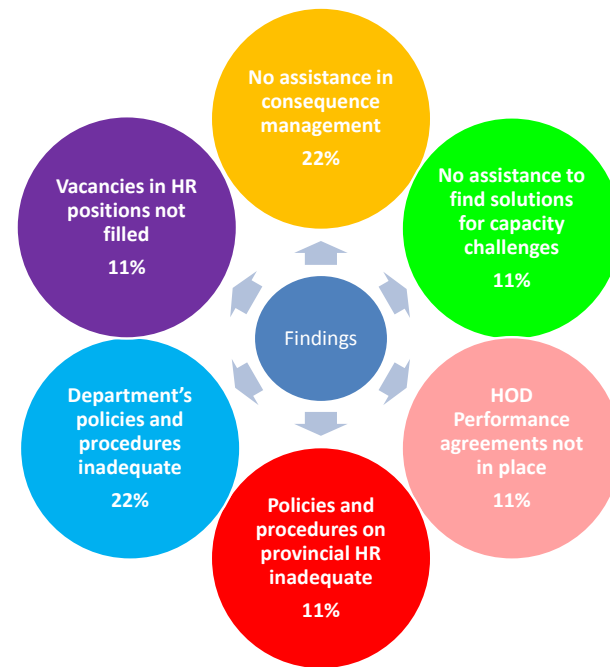 No assistance in
consequence
management
22%
No assistance to
find solutions
for capacity
challenges
11%
HOD
Performance
agreements not
in place
11%
Policies and
procedures on
provincial HR
inadequate
11%
Department’s
policies and
procedures
inadequate
22%
Vacancies in HR
positions not
filled
11%
Findings